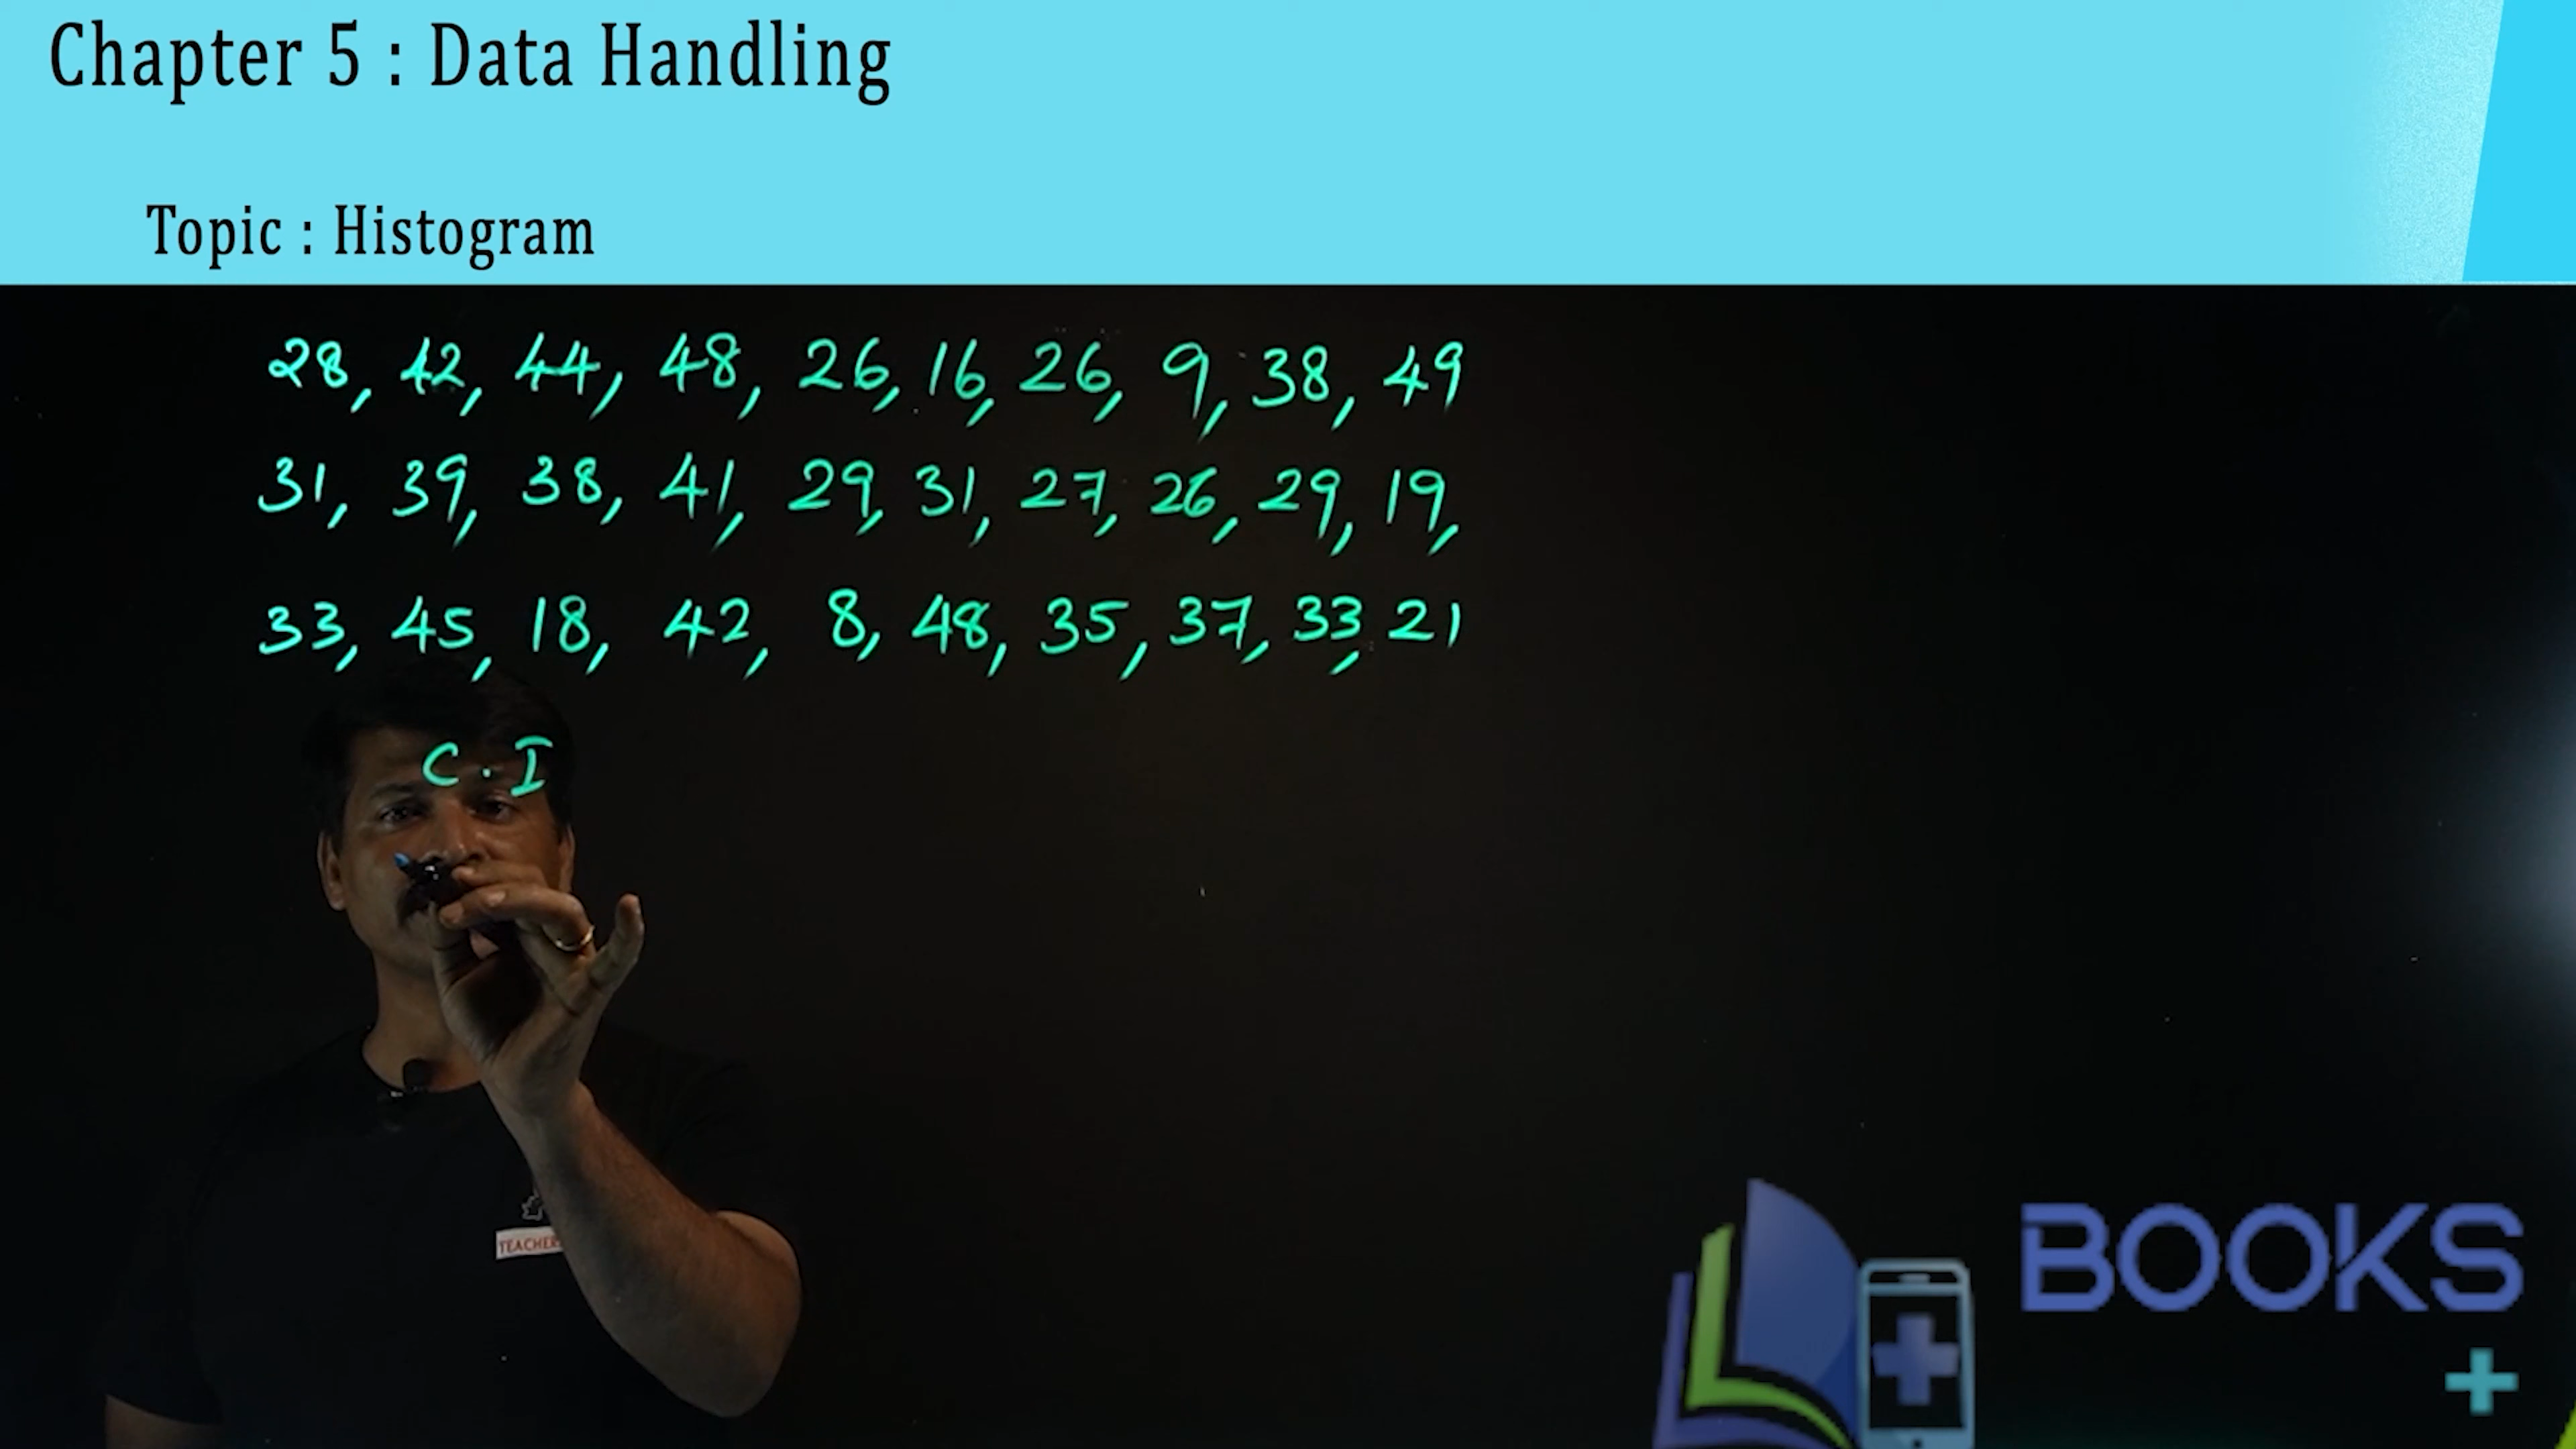 Chapter 5 : Data Handling
Topic : Histogram
28, 42, 44, 48, 26, 16, 26, 9, 38, 49
31, 39, 38, 41, 29, 31, 27, 26, 29, 19,
33, 45, 18, 42, 8, 48, 35, 37, 33, 21
C. I
TEACHER
BOOKS
+